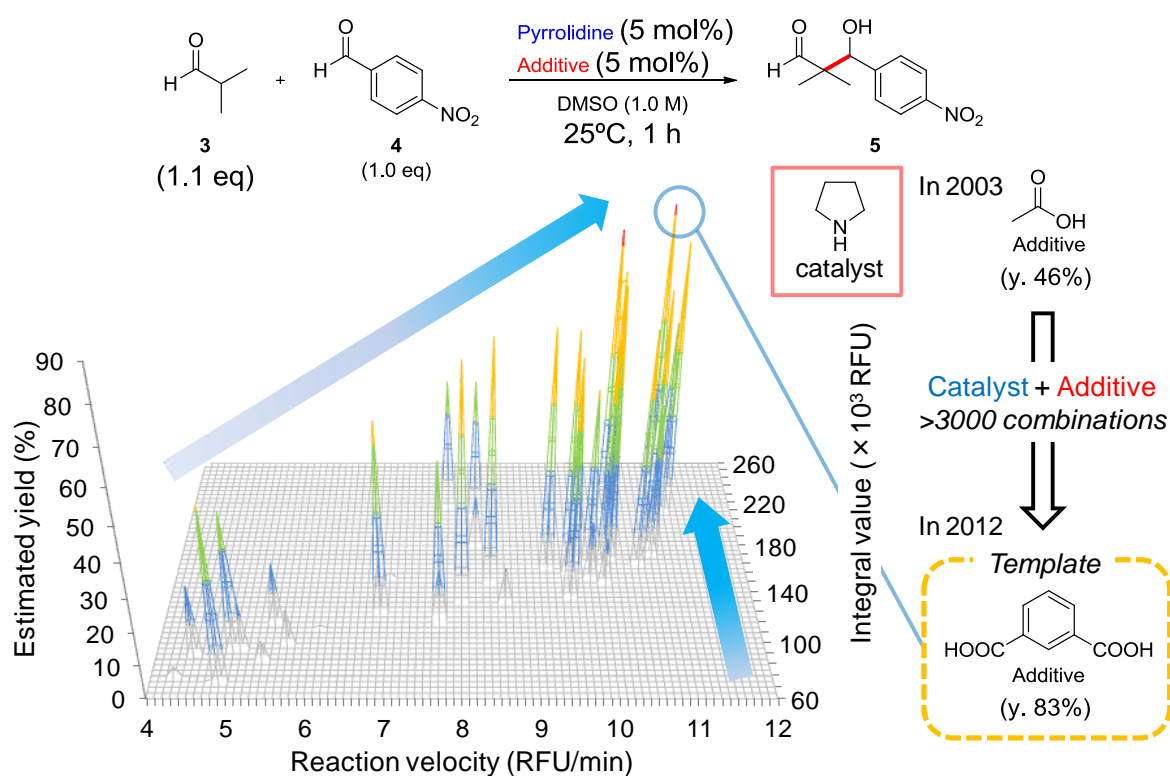 O
H
3
(1.1 eq)
+
O
H
NO2
4
(1.0 eq)
Pyrrolidine (5 mol%)
Additive (5 mol%)
DMSO (1.0 M)
25ºC, 1 h
O OH
H
NO2
5
N
H
catalyst
In 2003
O
OH
Additive
(y. 46%)
Catalyst + Additive
>3000 combinations
In 2012
Template
HOOC COOH
Additive
(y. 83%)
Estimated yield (%)
90
80
70
60
50
40
30
20
10
0
4 5 6 7 8 9 10 11 12
Reaction velocity (RFU/min)
260
220
180
140
100
60
Integral value (×10³ RFU)